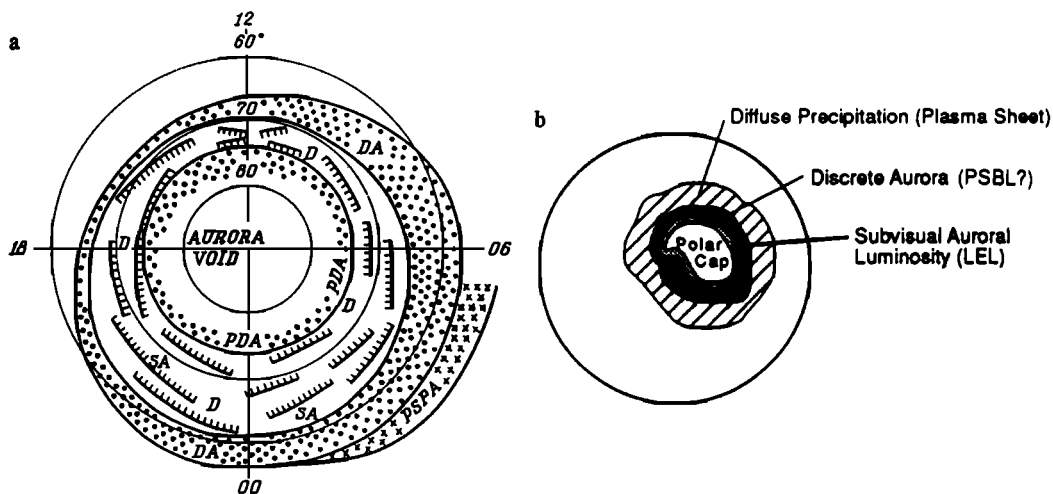 a
12
60°
70
DA
D
60
AURORA
VOID
18
06
D
PDA
D
PDA
SA
D
SA
PSPA
DA
00
b
Diffuse Precipitation (Plasma Sheet)
Discrete Aurora (PSBL?)
Subvisual Auroral
Luminosity (LEL)
Polar
Cap